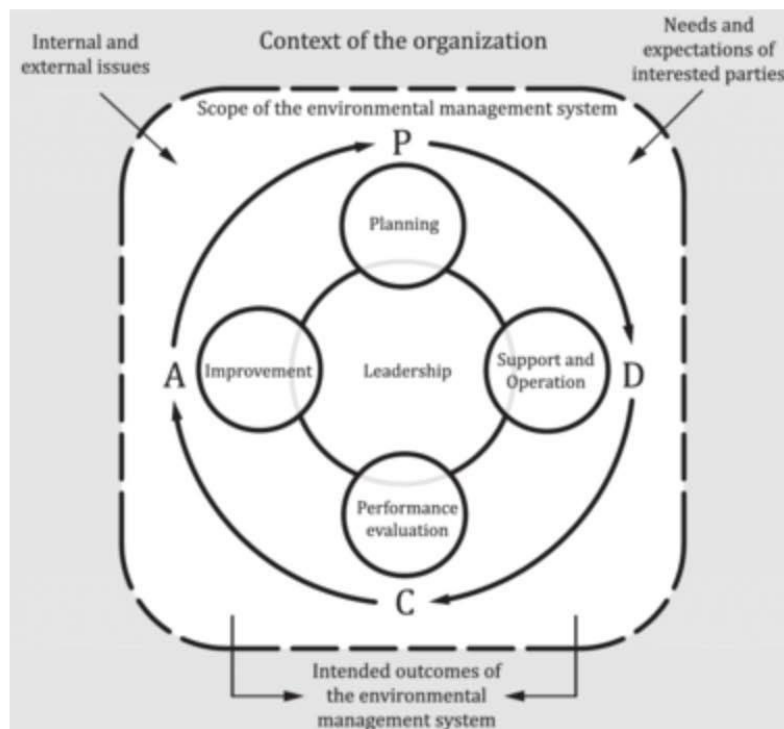 Internal and
external issues
Context of the organization
Needs and
expectations of
interested parties
Scope of the environmental management system
P
Planning
A
Improvement
Leadership
Support and
Operation
D
Performance
evaluation
C
Intended outcomes of
the environmental
management system